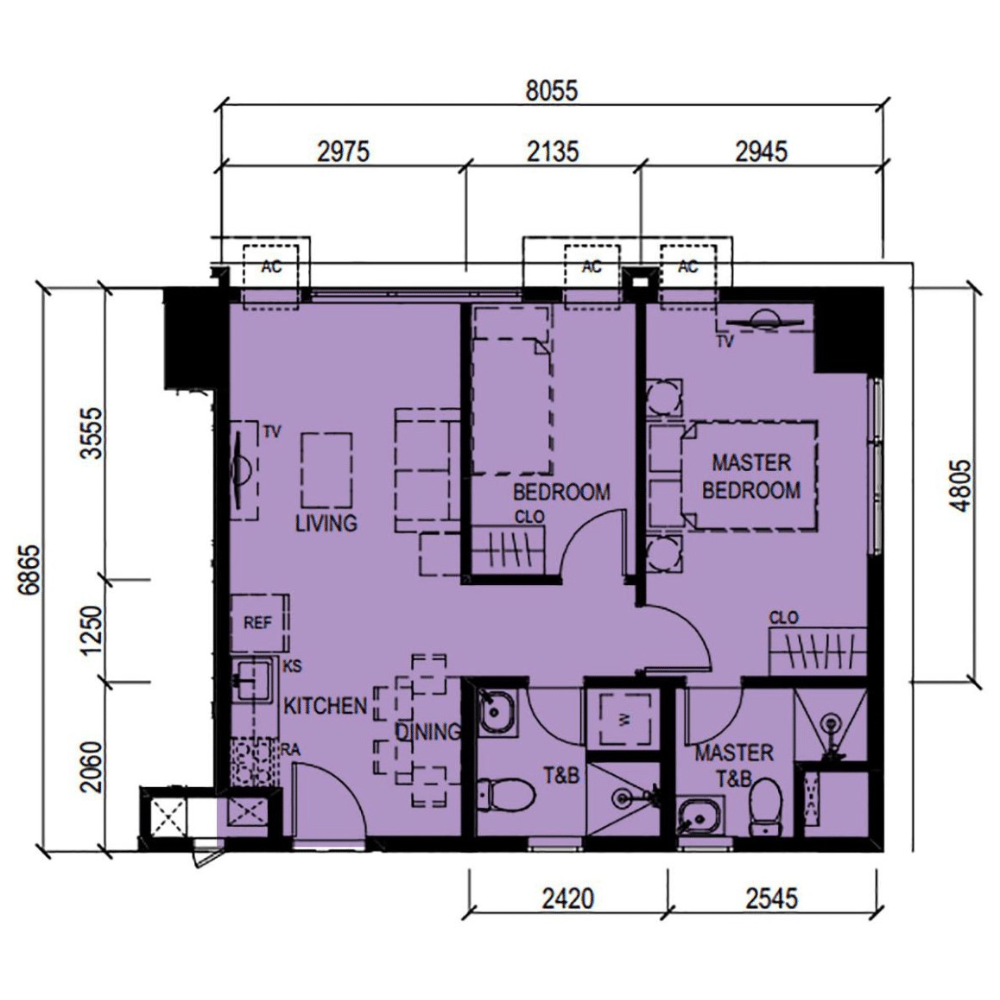 8055
2975
2135
2945
AC
AC
AC
TV
TV
3555
6865
1250
2060
4805
LIVING
BEDROOM
CLO
MASTER
BEDROOM
CLO
REF
KS
KITCHEN
DINING
RA
W
T&B
MASTER
T&B
2420
2545